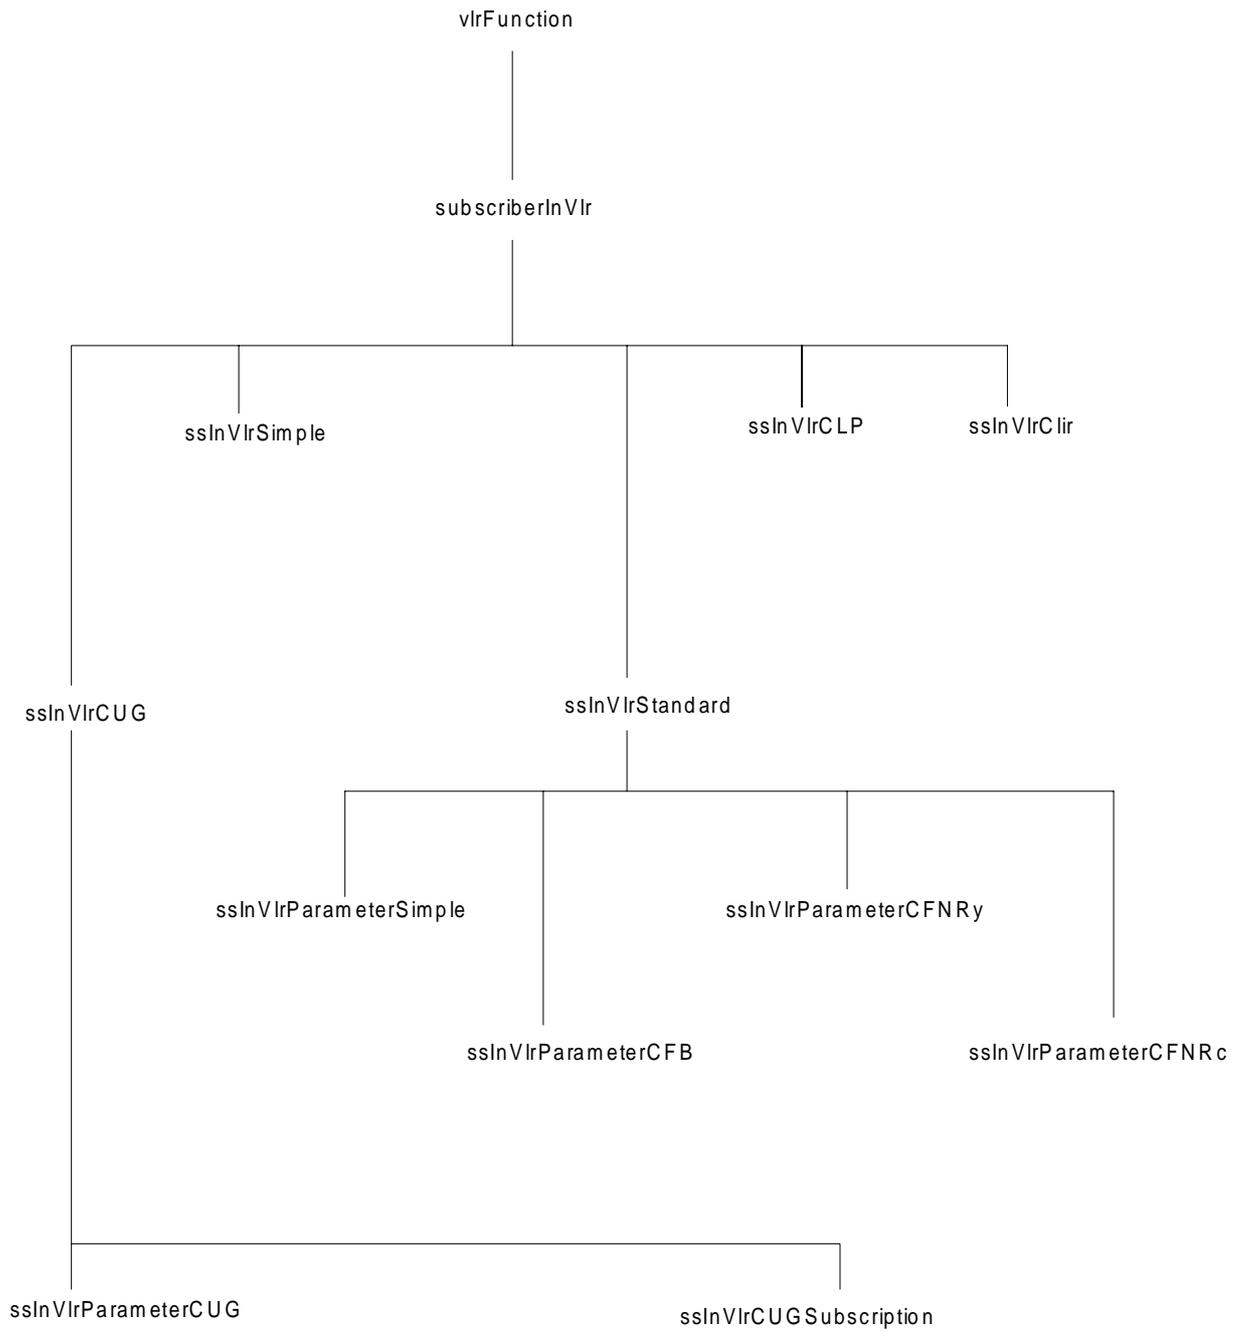 vlrFunction
subscriberInVlr
ssInVlrSimple
ssInVlrCLP
ssInVlrClir
ssInVlrCUG
ssInVlrStandard
ssInVlrParameterSimple
ssInVlrParameterCFNRy
ssInVlrParameterCFB
ssInVlrParameterCFNRc
ssInVlrParameterCUG
ssInVlrCUGSubscription